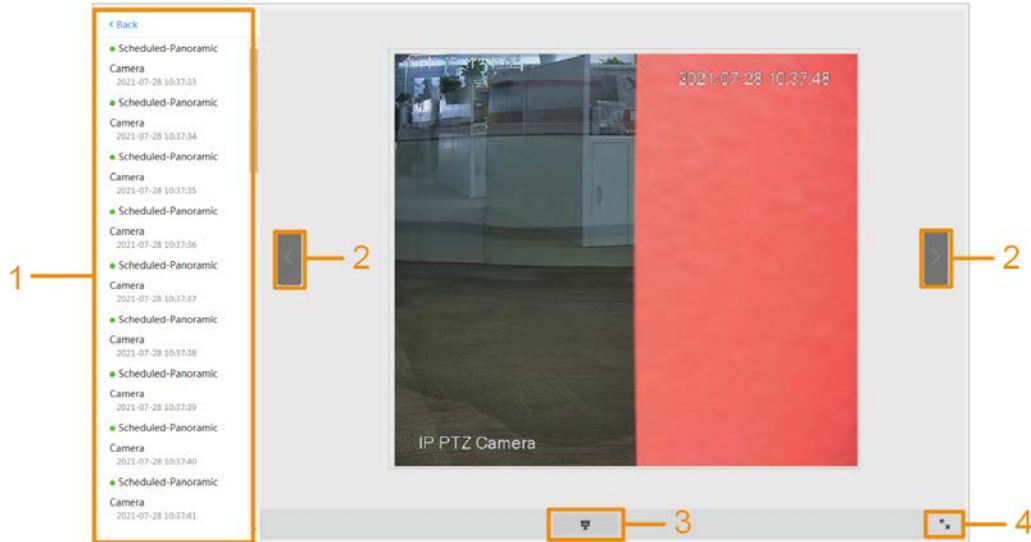 < Back
Scheduled-Panoramic
Camera
2021-07-28 10:37:33
Scheduled-Panoramic
Camera
2021-07-28 10:37:34
Scheduled-Panoramic
Camera
2021-07-28 10:37:35
Scheduled-Panoramic
Camera
2021-07-28 10:37:36
Scheduled-Panoramic
Camera
2021-07-28 10:37:37
Scheduled-Panoramic
Camera
2021-07-28 10:37:38
Scheduled-Panoramic
Camera
2021-07-28 10:37:39
Scheduled-Panoramic
Camera
2021-07-28 10:37:40
Scheduled-Panoramic
Camera
2021-07-28 10:37:41
1
2
2021-07-28 10:37:48
IP PTZ Camera
2
3
4